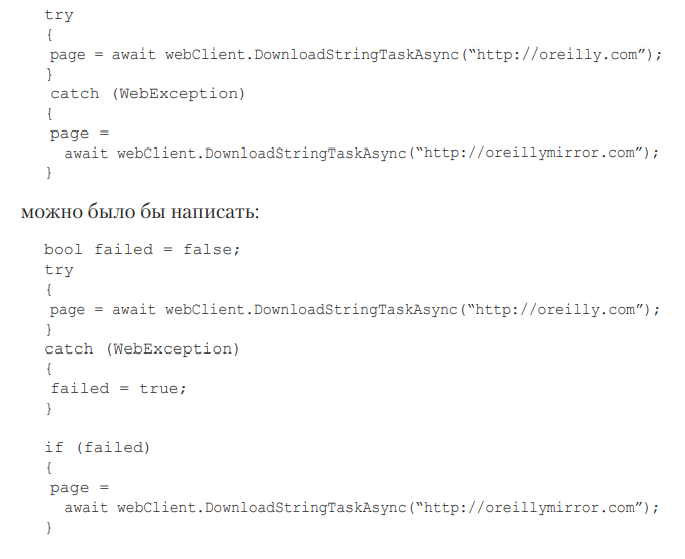 try
{
page = await webClient.DownloadStringTaskAsync(“http://oreilly.com”);
}
catch (WebException)
{
page =
await webClient.DownloadStringTaskAsync(“http://oreillymirror.com”);
}
можно было бы написать:
bool failed = false;
try
{
page = await webClient.DownloadStringTaskAsync(“http://oreilly.com”);
}
catch (WebException)
{
failed = true;
}
if (failed)
{
page =
await webClient.DownloadStringTaskAsync(“http://oreillymirror.com”);
}